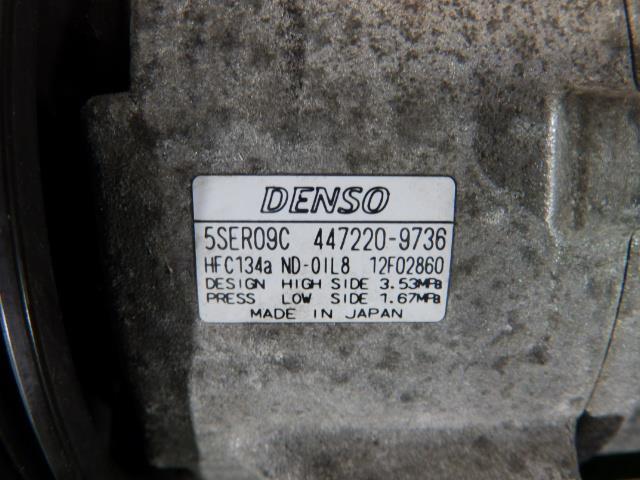 DENSO
5SER09C 447220-9736
HFC134a ND-OIL8 12F02860
DESIGN HIGH SIDE 3.53MPa
PRESS LOW SIDE 1.67MPa
MADE IN JAPAN